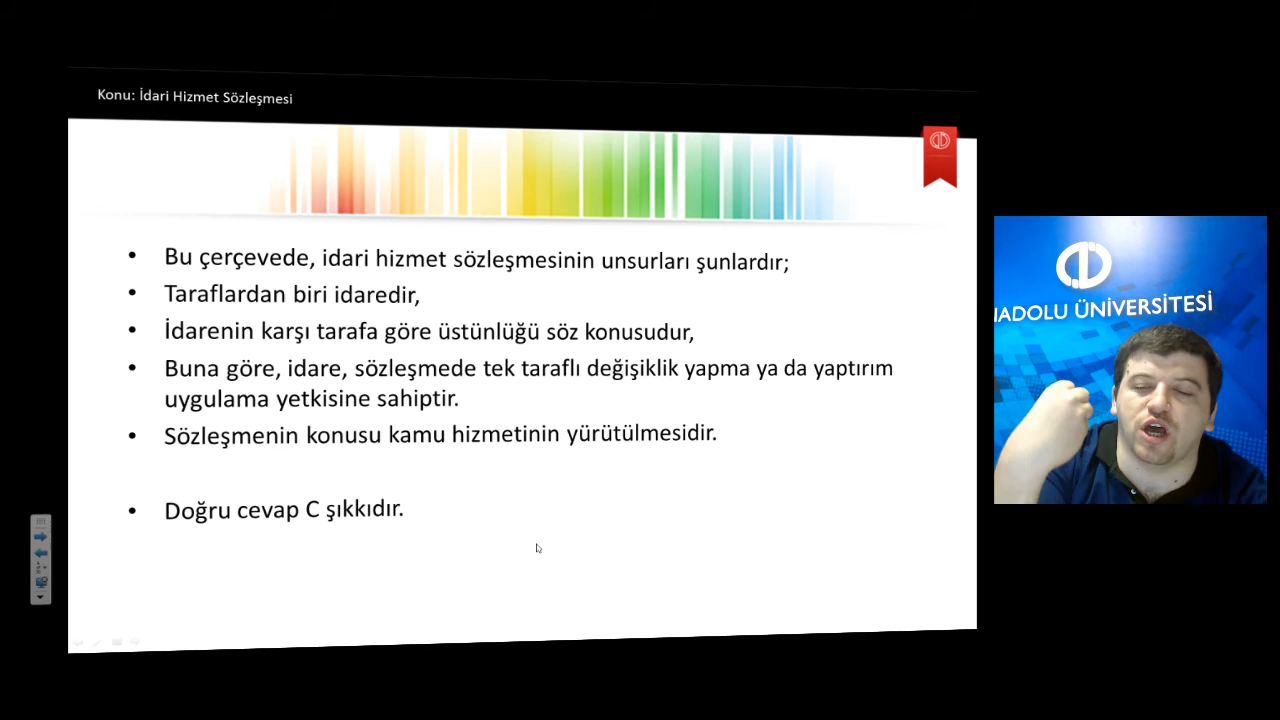 Konu: İdari Hizmet Sözleşmesi
• Bu çerçevede, idari hizmet sözleşmesinin unsurları şunlardır;
• Taraflardan biri idaredir,
• İdarenin karşı tarafa göre üstünlüğü söz konusudur,
• Buna göre, idare, sözleşmede tek taraflı değişiklik yapma ya da yaptırım
uygulama yetkisine sahiptir.
• Sözleşmenin konusu kamu hizmetinin yürütülmesidir.
• Doğru cevap C şıkkıdır.
NADOLU ÜNİVERSİTESİ